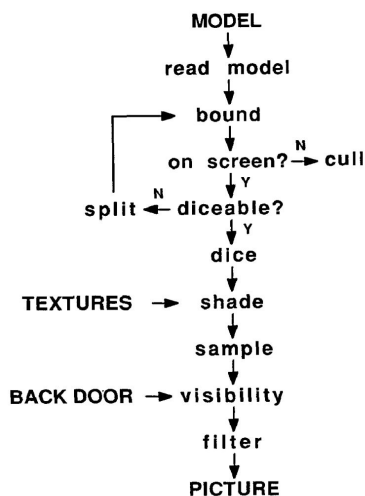 MODEL
read model
bound
on screen? N cull
Y
split N diceable?
Y
dice
TEXTURES shade
sample
BACK DOOR visibility
filter
PICTURE